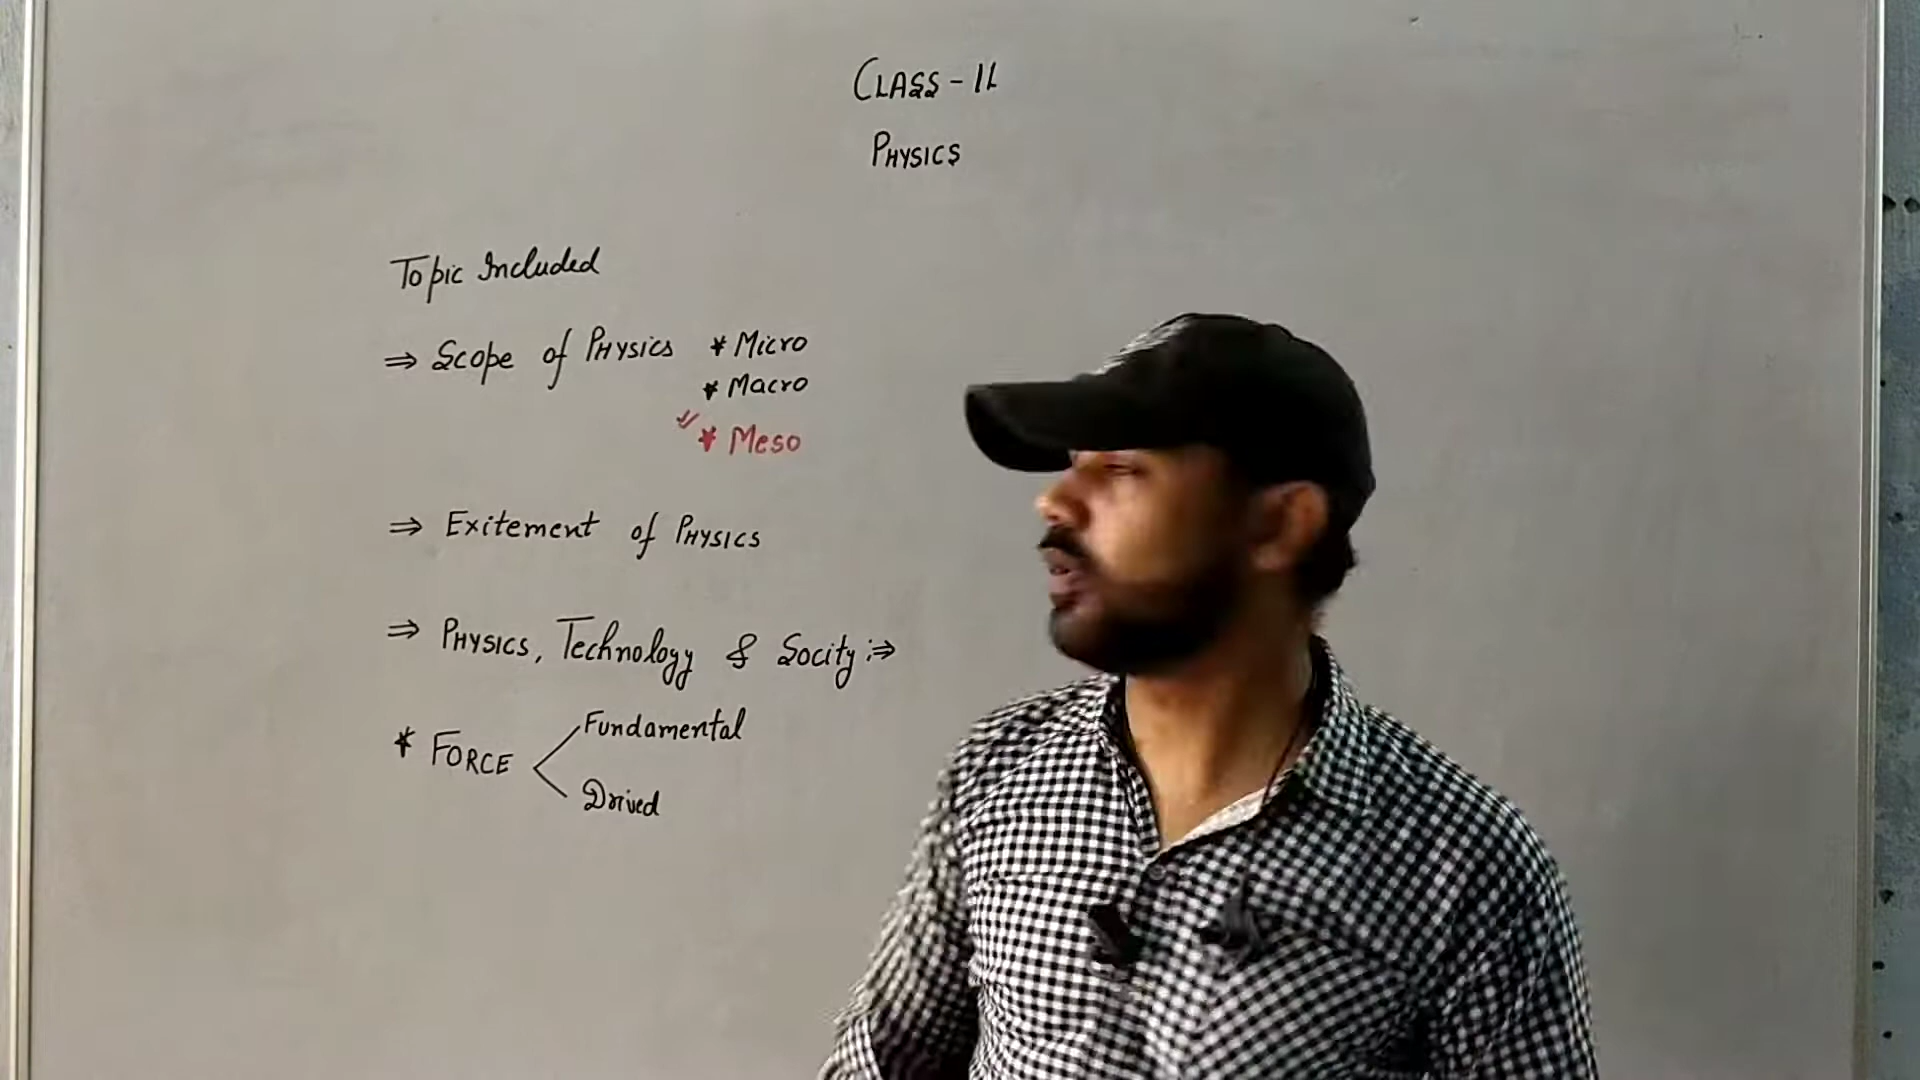 CLASS - 11
PHYSICS
Topic Included
⇒ Scope of PHYSICS * Micro
* Macro
✓ * Meso
⇒ Exitement of PHYSICS
⇒ PHYSICS, Technology & Socity :⇒
* FORCE < Fundamental
Drived